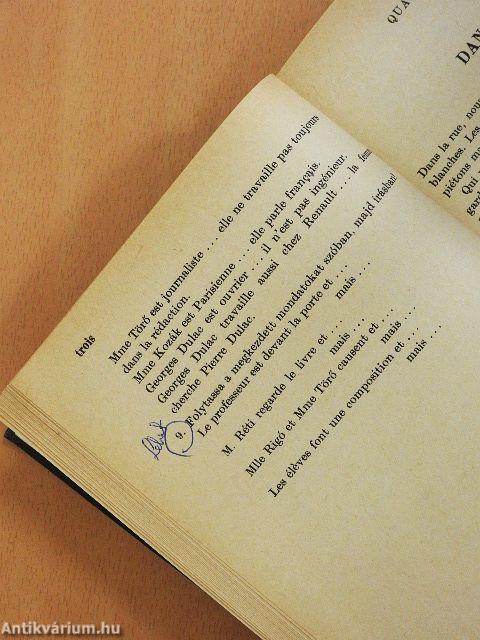 Mme Törő est journaliste ... elle ne travaille pas toujours
dans la rédaction.
Mme Kozák est Parisienne ... elle parle français.
Georges Dulac est ouvrier ... il n'est pas ingénieur.
Georges Dulac travaille aussi chez Renault ... la
cherche Pierre Dulac.
9. Folytassa a megkezdett mondatokat szóban, majd írásban!
Le professeur est devant la porte et ...
mais ...
M. Réti regarde le livre et ...
mais ...
Mlle Rigó et Mme Törő causent et ...
mais ...
Les élèves font une composition et ...
mais ...
trois
QUA
DAN
Dans la rue, nou
blanches. Les
piétons ma
Qui
gar
Antikvárium.hu